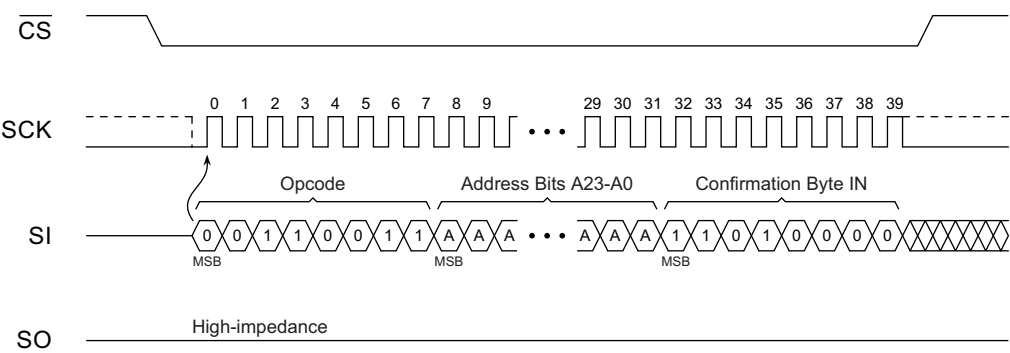 CS
0 1 2 3 4 5 6 7 8 9 29 30 31 32 33 34 35 36 37 38 39
SCK
Opcode Address Bits A23-A0 Confirmation Byte IN
SI 0 0 1 1 0 0 1 1 A A A A A A 1 1 0 1 0 0 0 0
MSB MSB MSB
High-impedance
SO